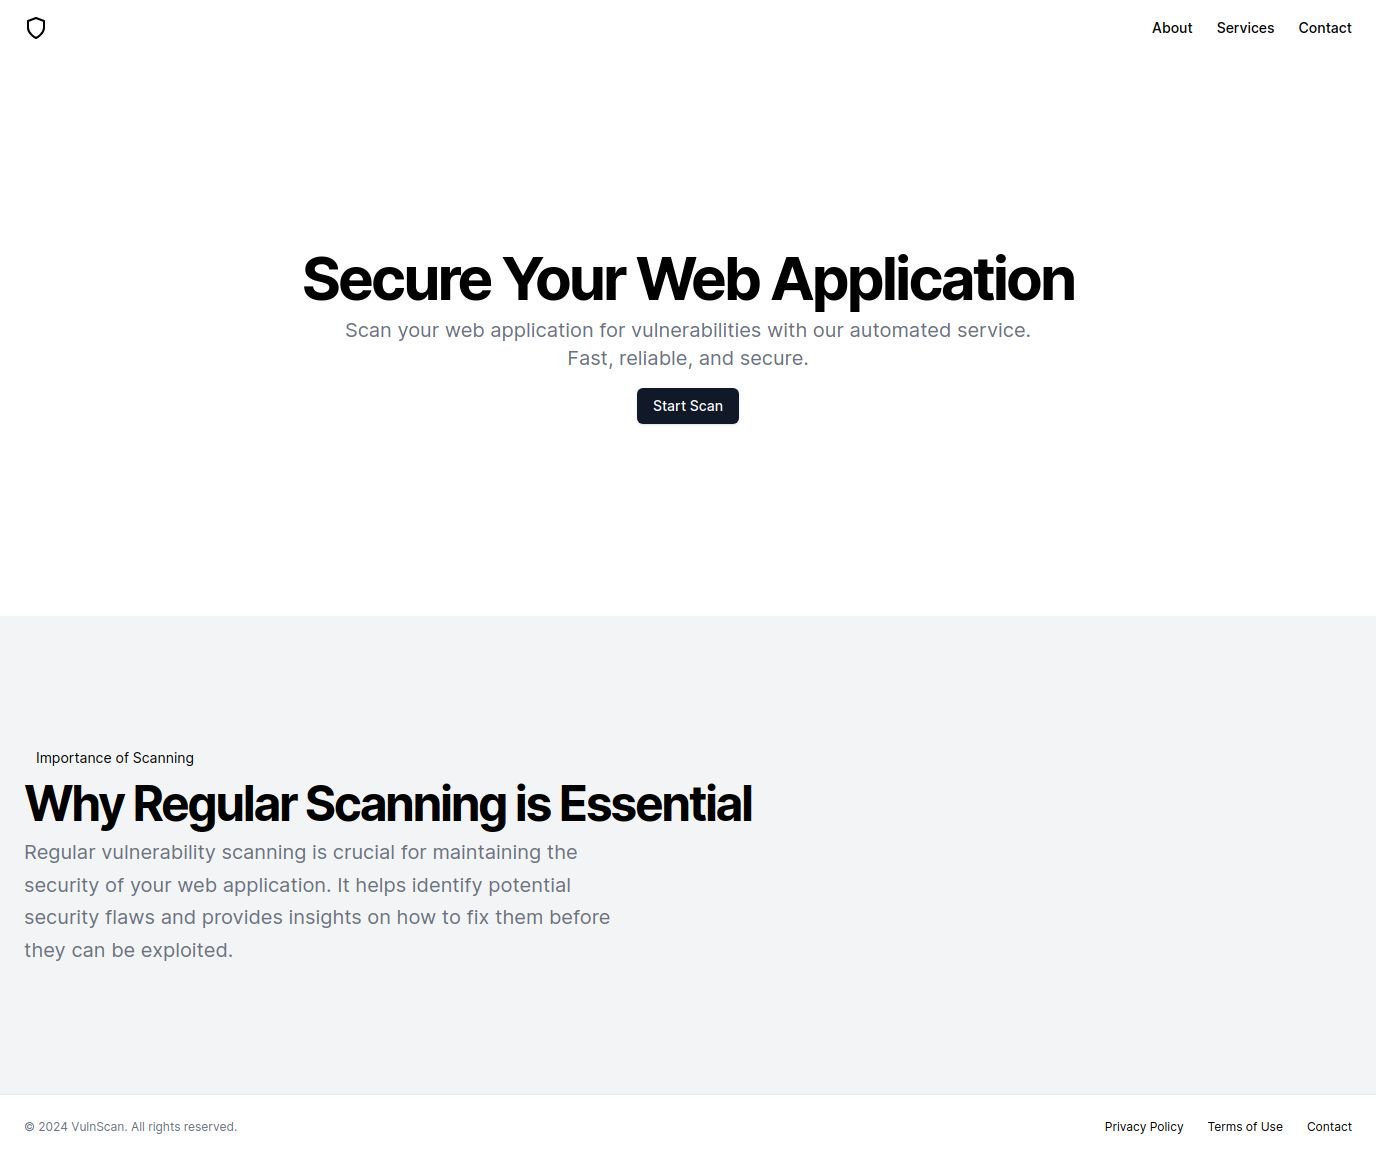 About Services Contact
Secure Your Web Application
Scan your web application for vulnerabilities with our automated service.
Fast, reliable, and secure.
Start Scan
Importance of Scanning
Why Regular Scanning is Essential
Regular vulnerability scanning is crucial for maintaining the
security of your web application. It helps identify potential
security flaws and provides insights on how to fix them before
they can be exploited.
© 2024 VulnScan. All rights reserved. Privacy Policy Terms of Use Contact